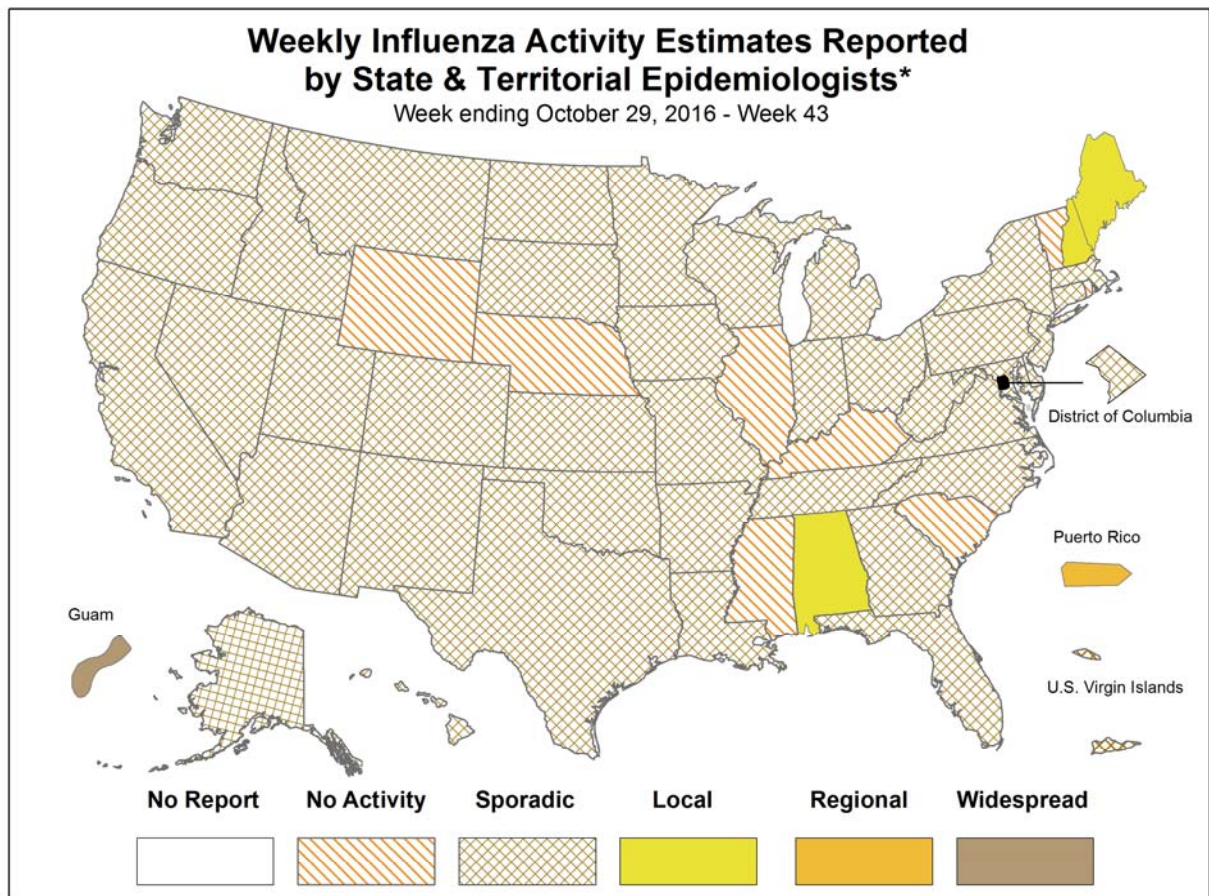 Weekly Influenza Activity Estimates Reported
by State & Territorial Epidemiologists*
Week ending October 29, 2016 - Week 43
District of Columbia
Puerto Rico
Guam
U.S. Virgin Islands
No Report
No Activity
Sporadic
Local
Regional
Widespread